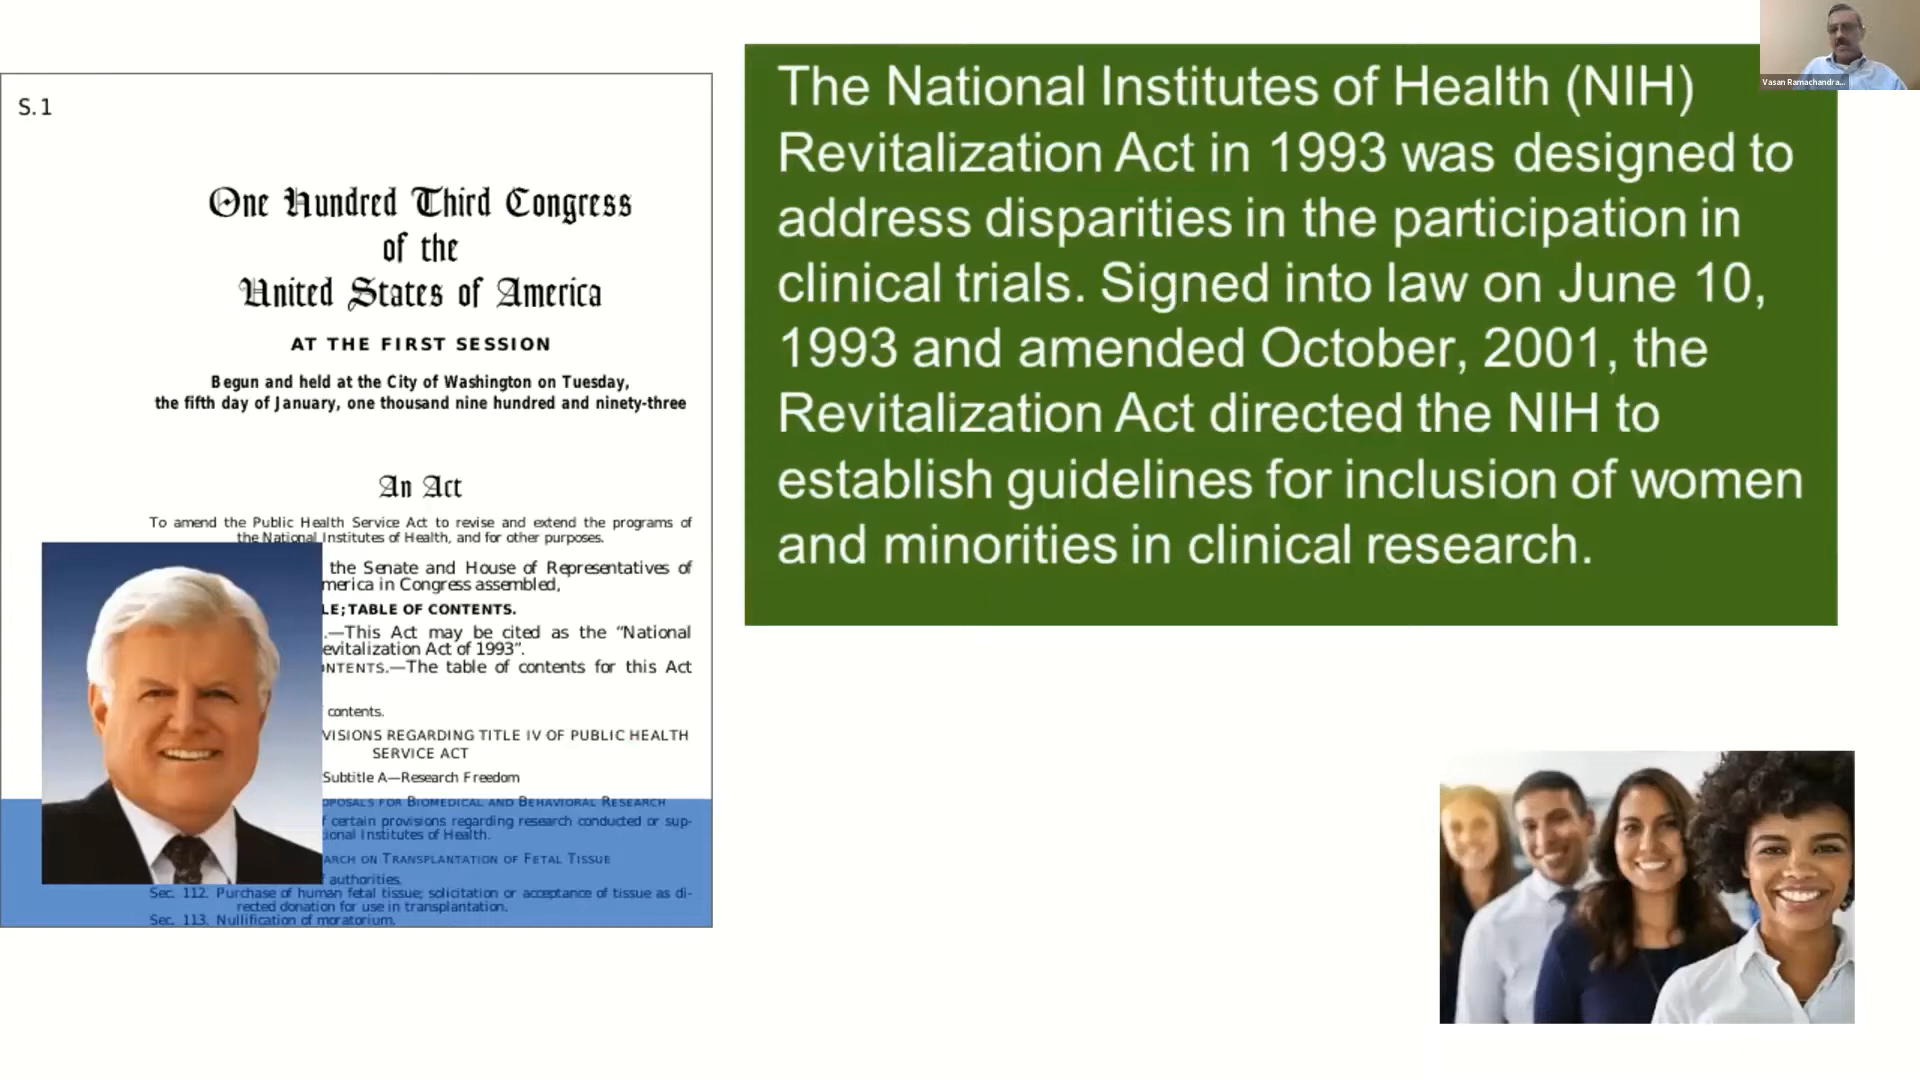 S.1
One Hundred Third Congress
of the
United States of America
AT THE FIRST SESSION
Begun and held at the City of Washington on Tuesday,
the fifth day of January, one thousand nine hundred and ninety-three
An Act
To amend the Public Health Service Act to revise and extend the programs of
the National Institutes of Health, and for other purposes.
the Senate and House of Representatives of
merica in Congress assembled,
LE; TABLE OF CONTENTS.
.—This Act may be cited as the “National
evitalization Act of 1993”.
NTENTS.—The table of contents for this Act
contents.
VISIONS REGARDING TITLE IV OF PUBLIC HEALTH
SERVICE ACT
Subtitle A—Research Freedom
OPOSALS FOR BIOMEDICAL AND BEHAVIORAL RESEARCH
f certain provisions regarding research conducted or sup-
tional Institutes of Health.
ARCH ON TRANSPLANTATION OF FETAL TISSUE
f authorities.
Sec. 112. Purchase of human fetal tissue; solicitation or acceptance of tissue as di-
rected donation for use in transplantation.
Sec. 113. Nullification of moratorium.
The National Institutes of Health (NIH)
Revitalization Act in 1993 was designed to
address disparities in the participation in
clinical trials. Signed into law on June 10,
1993 and amended October, 2001, the
Revitalization Act directed the NIH to
establish guidelines for inclusion of women
and minorities in clinical research.
Vasan Ramachandra...